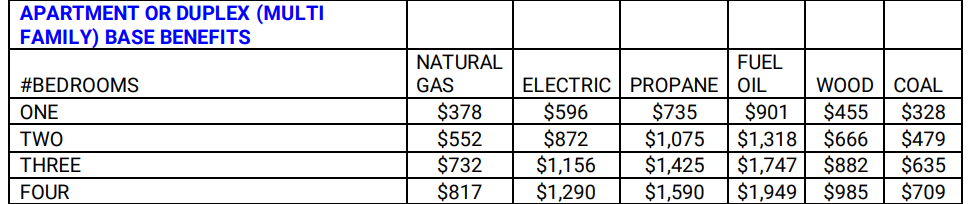 APARTMENT OR DUPLEX (MULTI
FAMILY) BASE BENEFITS
#BEDROOMS NATURAL GAS ELECTRIC PROPANE FUEL OIL WOOD COAL
ONE $378 $596 $735 $901 $455 $328
TWO $552 $872 $1,075 $1,318 $666 $479
THREE $732 $1,156 $1,425 $1,747 $882 $635
FOUR $817 $1,290 $1,590 $1,949 $985 $709